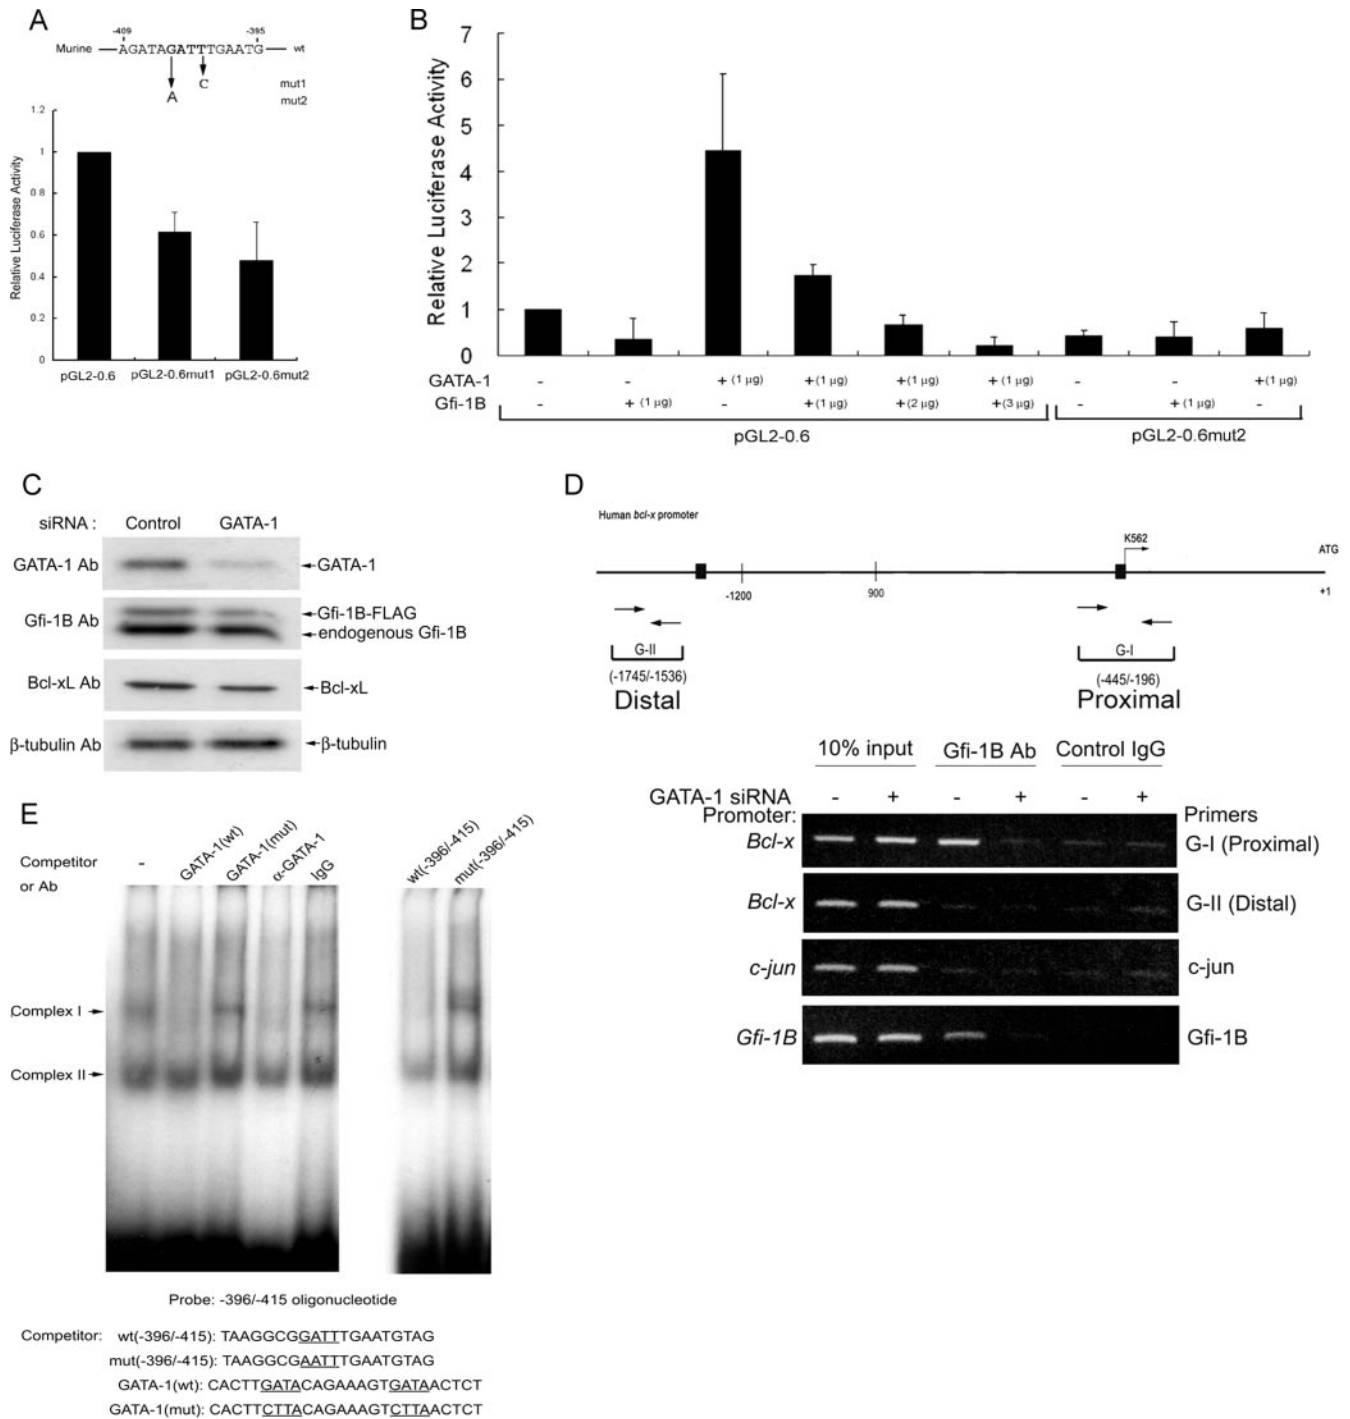 A
-409 -395
Murine AGATAGATTTGAATG wt
C mut1
A mut2
Relative Luciferase Activity
1.2
1
0.8
0.6
0.4
0.2
0
pGL2-0.6 pGL2-0.6mut1 pGL2-0.6mut2
B
Relative Luciferase Activity
7
6
5
4
3
2
1
0
GATA-1 - - +(1 µg) +(1 µg) +(1 µg) +(1 µg) - - +(1 µg)
Gfi-1B - +(1 µg) - +(1 µg) +(2 µg) +(3 µg) - +(1 µg) -
pGL2-0.6 pGL2-0.6mut2
C
siRNA : Control GATA-1
GATA-1 Ab GATA-1
Gfi-1B Ab Gfi-1B-FLAG
endogenous Gfi-1B
Bcl-xL Ab Bcl-xL
β-tubulin Ab β-tubulin
D
Human bcl-x promoter
K562
ATG
-1200 900 +1
G-II G-I
(-1745/-1536) (-445/-196)
Distal Proximal
10% input Gfi-1B Ab Control IgG
GATA-1 siRNA - + - + - +
Promoter: Primers
Bcl-x G-I (Proximal)
Bcl-x G-II (Distal)
c-jun c-jun
Gfi-1B Gfi-1B
E
Competitor or Ab
- GATA-1(wt) GATA-1(mut) α-GATA-1 IgG wt(-396/-415) mut(-396/-415)
Complex I
Complex II
Probe: -396/-415 oligonucleotide
Competitor: wt(-396/-415): TAAGGCGGATTTGAATGTAG
mut(-396/-415): TAAGGCGAATTTGAATGTAG
GATA-1(wt): CACTTGATACAGAAAGTGATAACTCT
GATA-1(mut): CACTTCTTACAGAAAGTCTTAACTCT